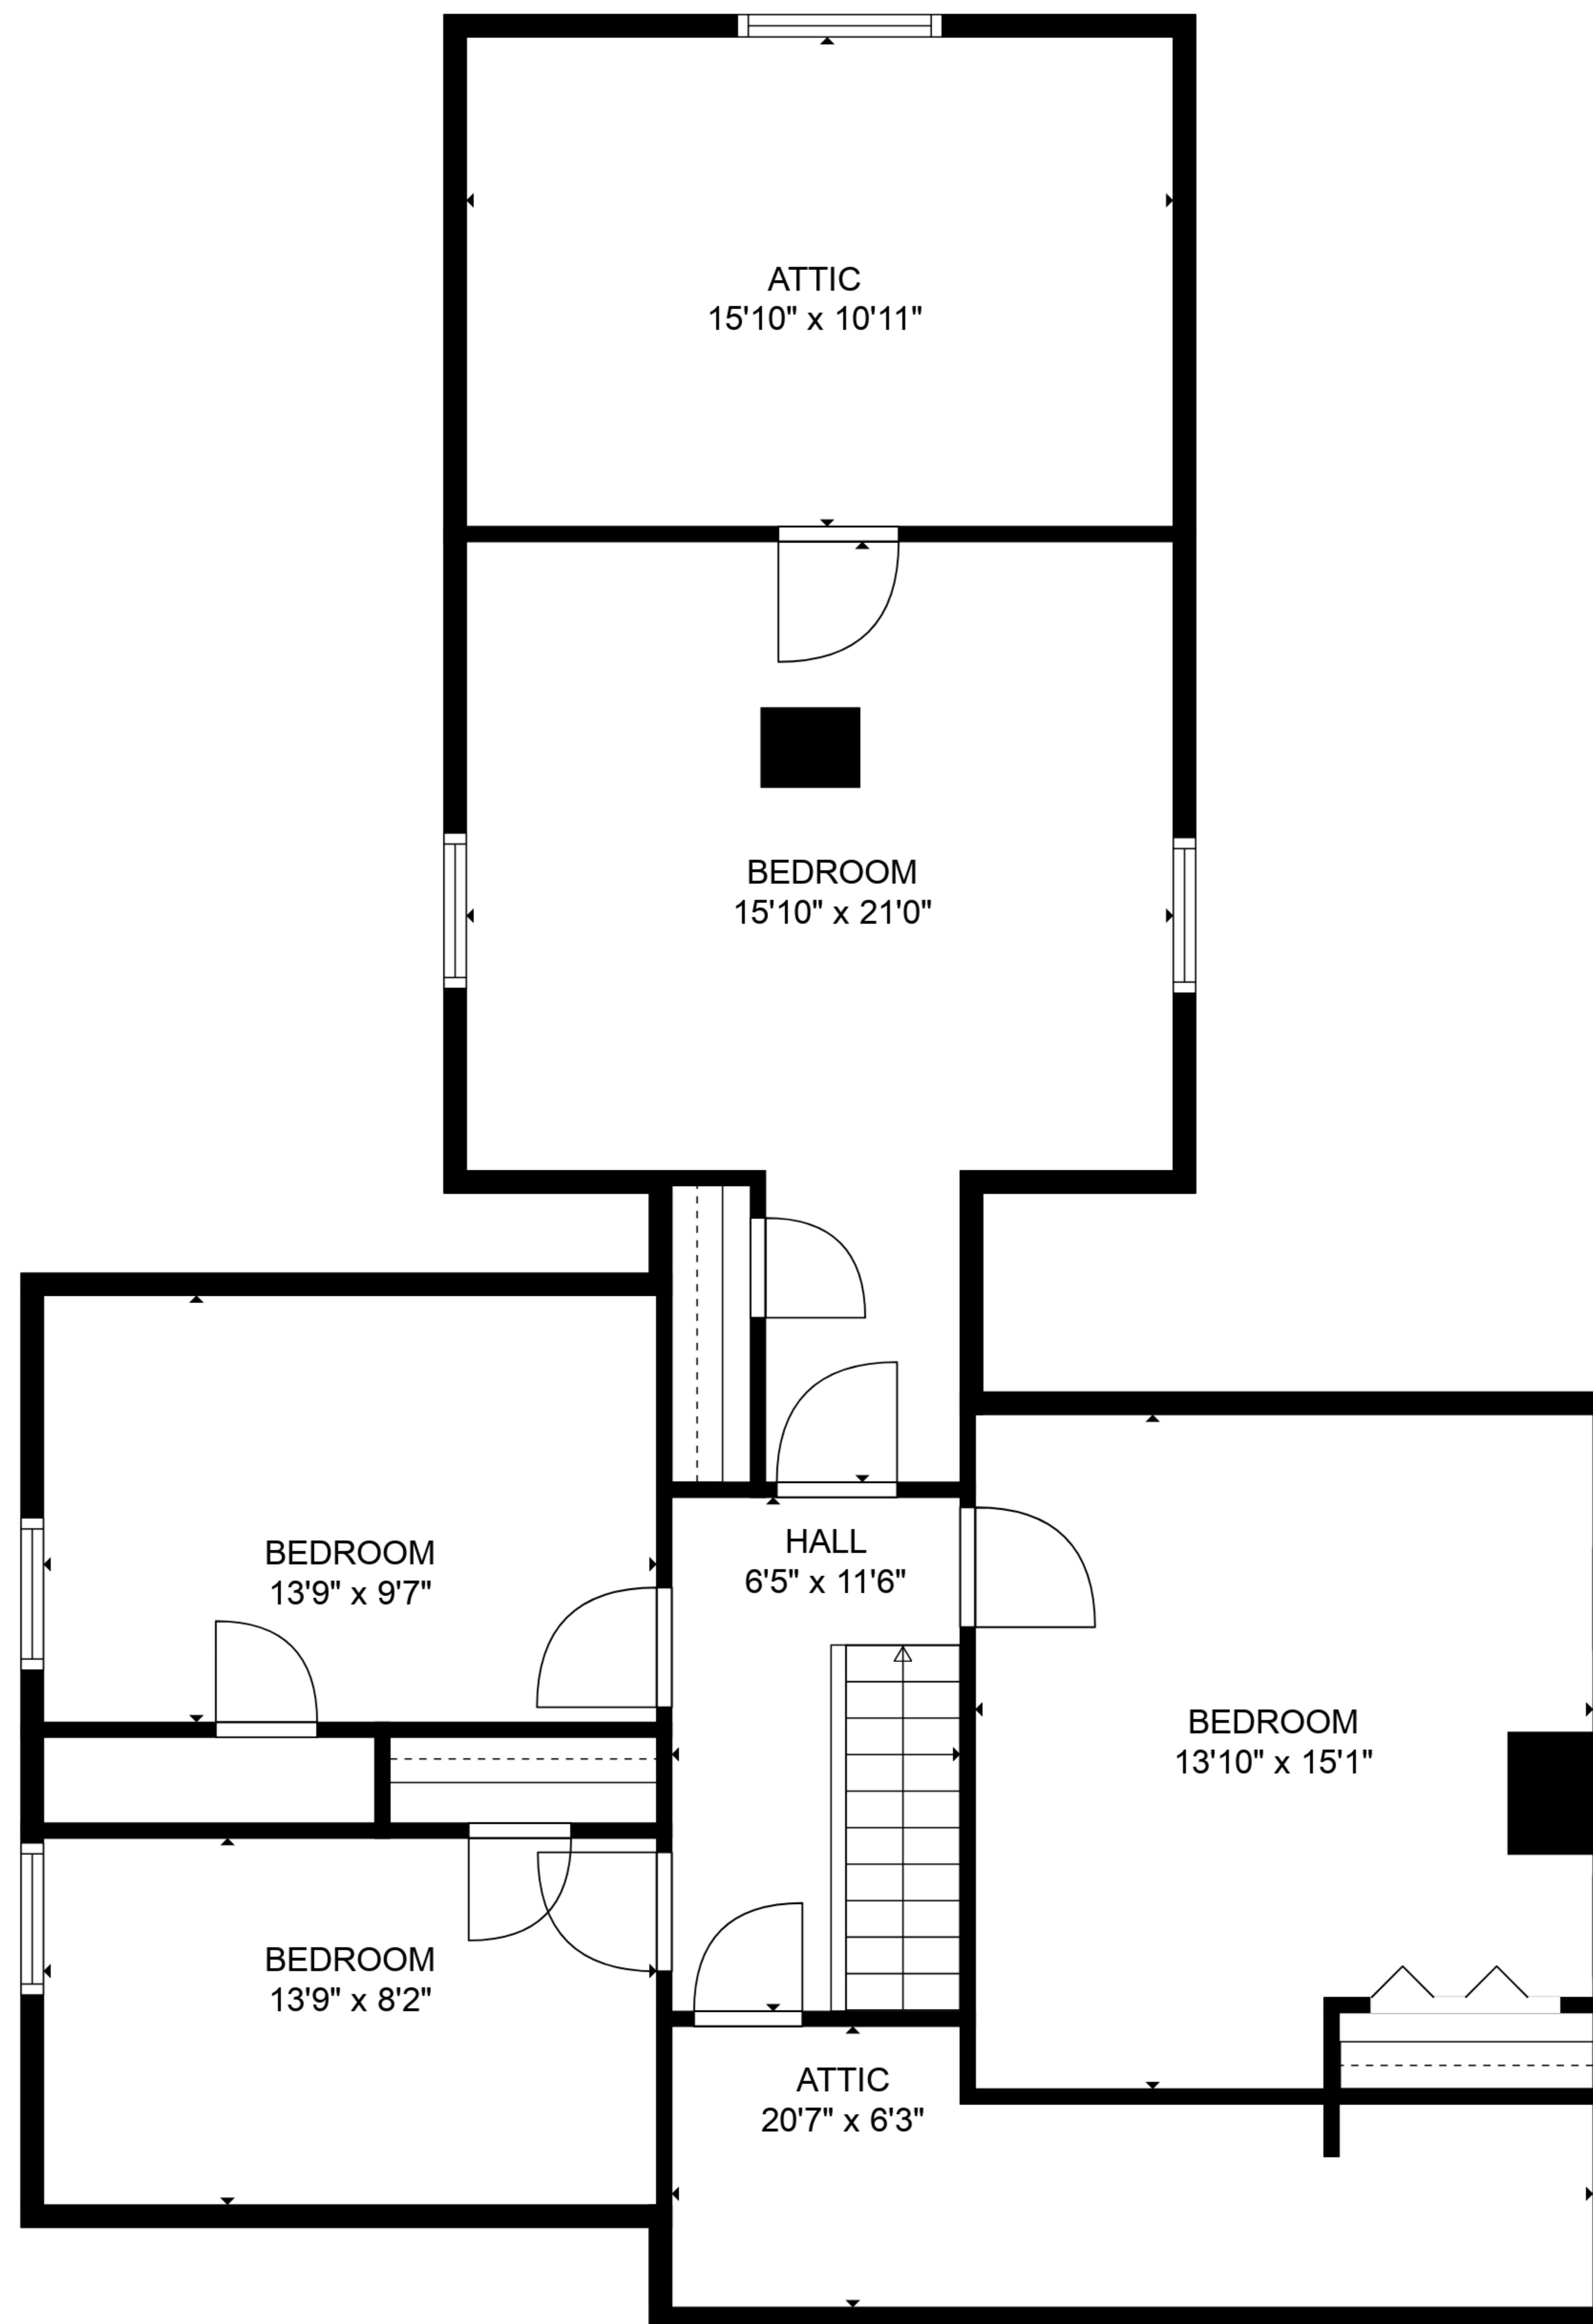 ATTIC
15'10" x 10'11"
BEDROOM
15'10" x 21'0"
HALL
6'5" x 11'6"
BEDROOM
13'9" x 9'7"
BEDROOM
13'10" x 15'1"
BEDROOM
13'9" x 8'2"
ATTIC
20'7" x 6'3"